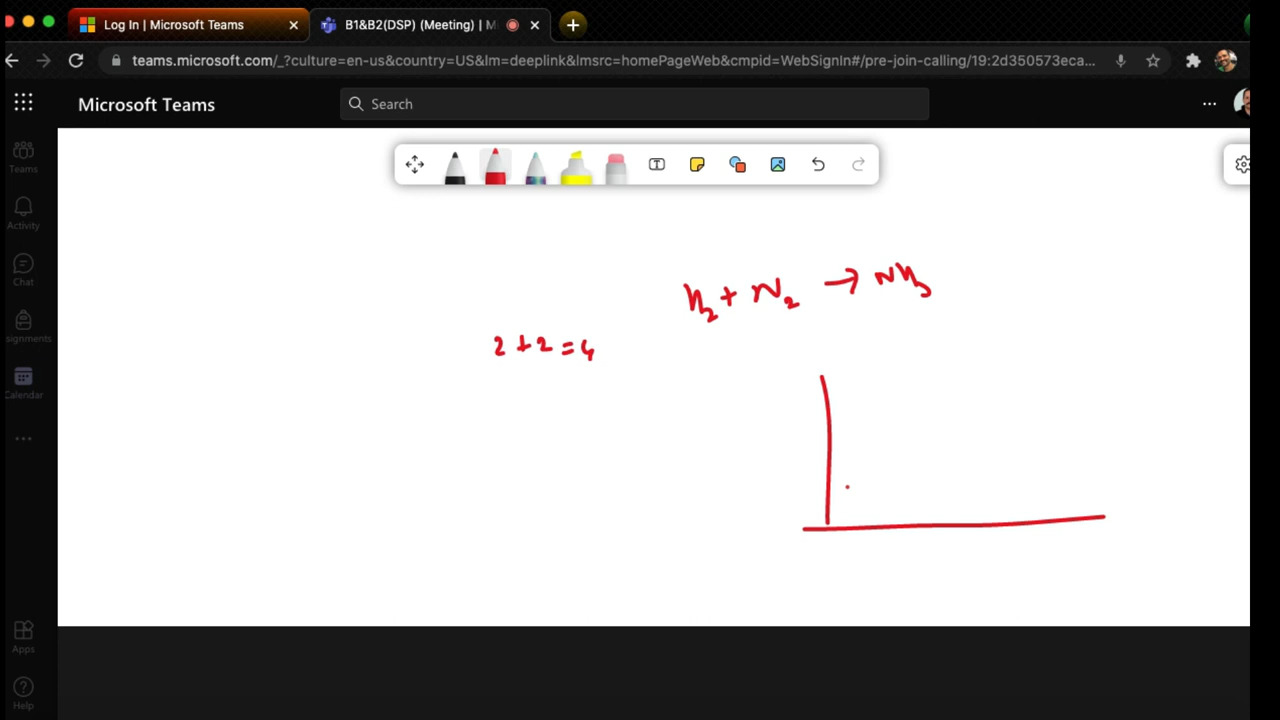 Log In | Microsoft Teams
B1&B2(DSP) (Meeting) | M
teams.microsoft.com/_?culture=en-us&country=US&lm=deeplink&lmsrc=homePageWeb&cmpid=WebSignIn#/pre-join-calling/19:2d350573eca...
Microsoft Teams
Search
Teams
Activity
Chat
signments
Calendar
Apps
Help
H₂ + N₂ → NH₃
2 + 2 = 4